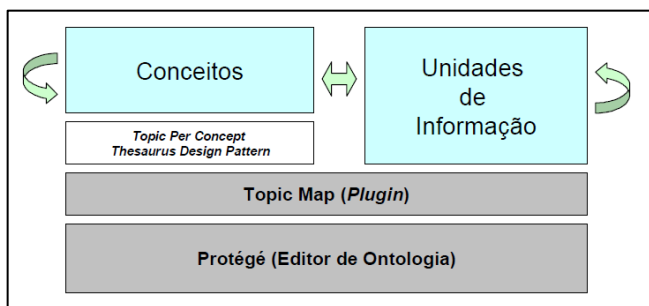 Conceitos
Unidades
de
Informação
Topic Per Concept
Thesaurus Design Pattern
Topic Map (Plugin)
Protégé (Editor de Ontologia)